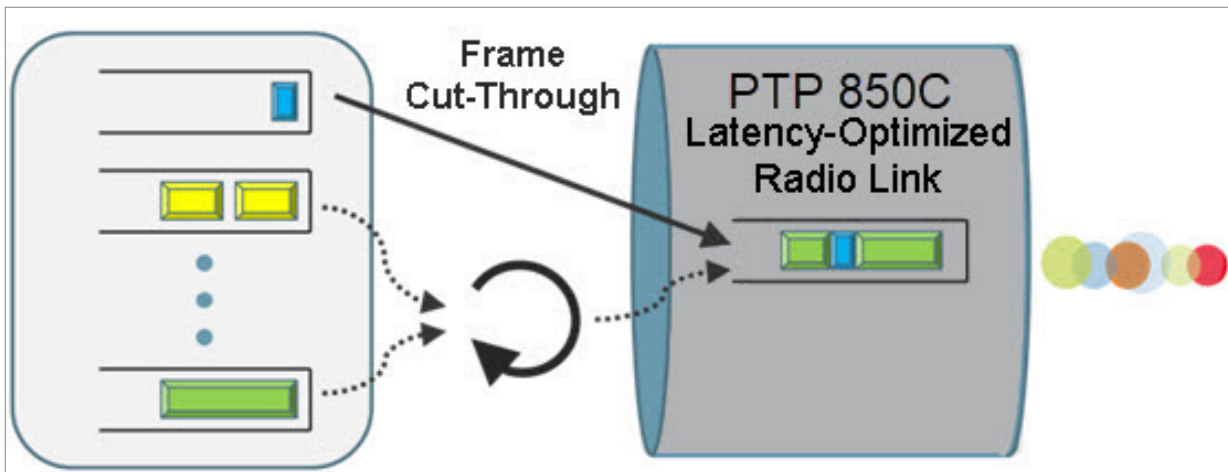 Frame
Cut-Through
PTP 850C
Latency-Optimized
Radio Link